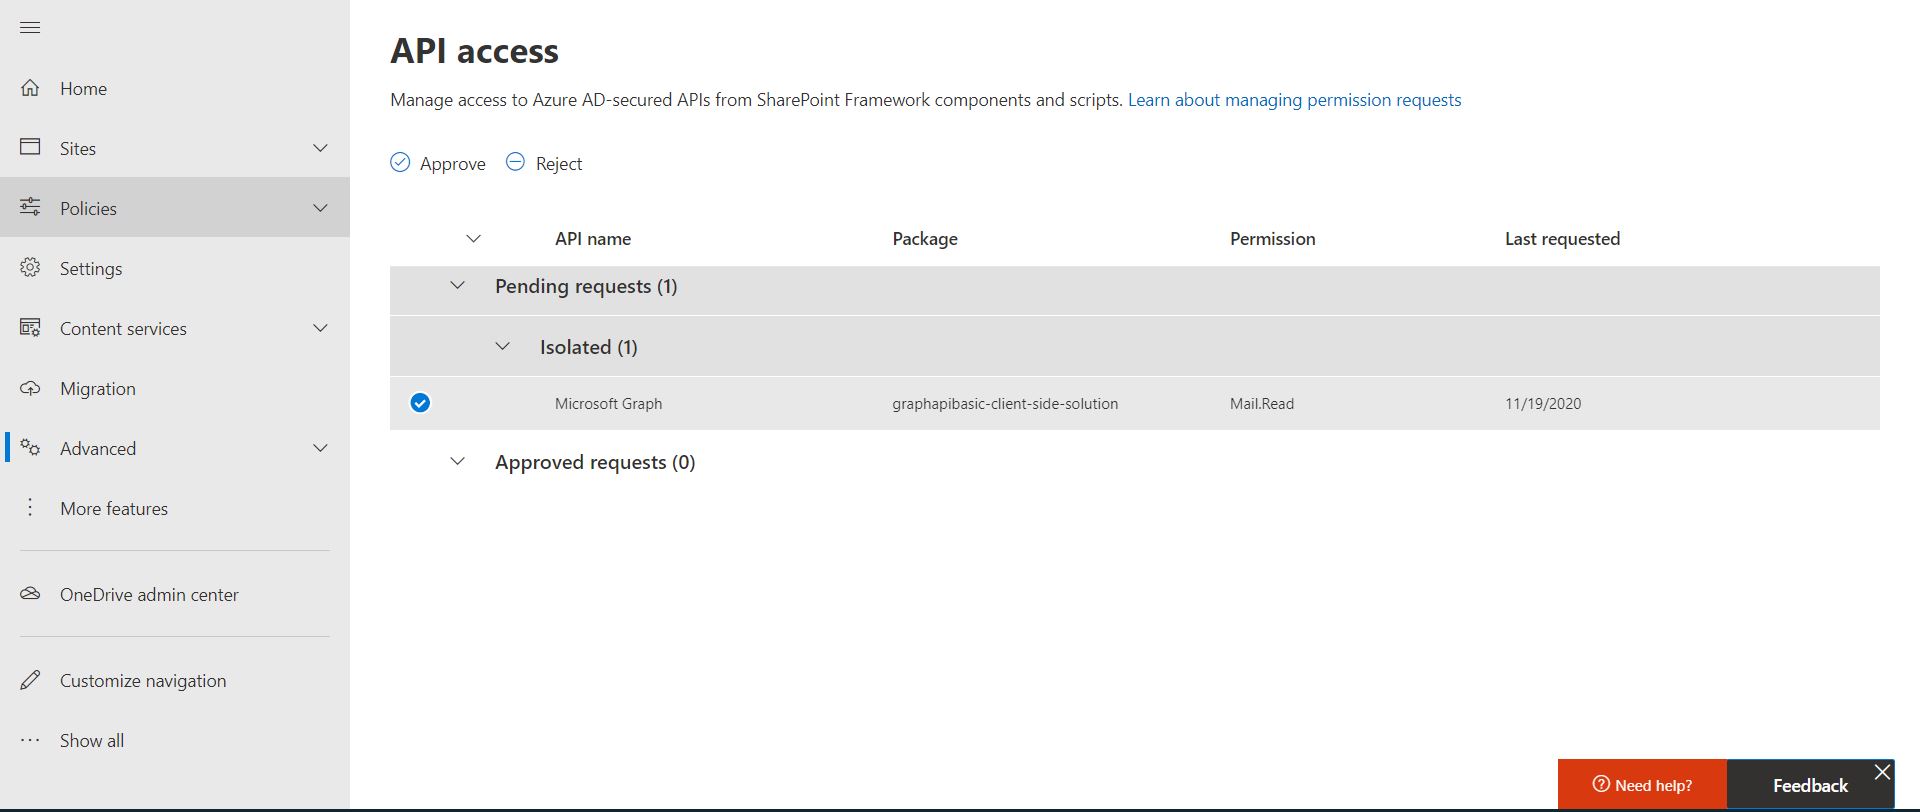 Home
Sites
Policies
Settings
Content services
Migration
Advanced
More features
OneDrive admin center
Customize navigation
Show all
API access
Manage access to Azure AD-secured APIs from SharePoint Framework components and scripts. Learn about managing permission requests
Approve Reject
API name Package Permission Last requested
Pending requests (1)
Isolated (1)
Microsoft Graph graphapibasic-client-side-solution Mail.Read 11/19/2020
Approved requests (0)
Need help? Feedback